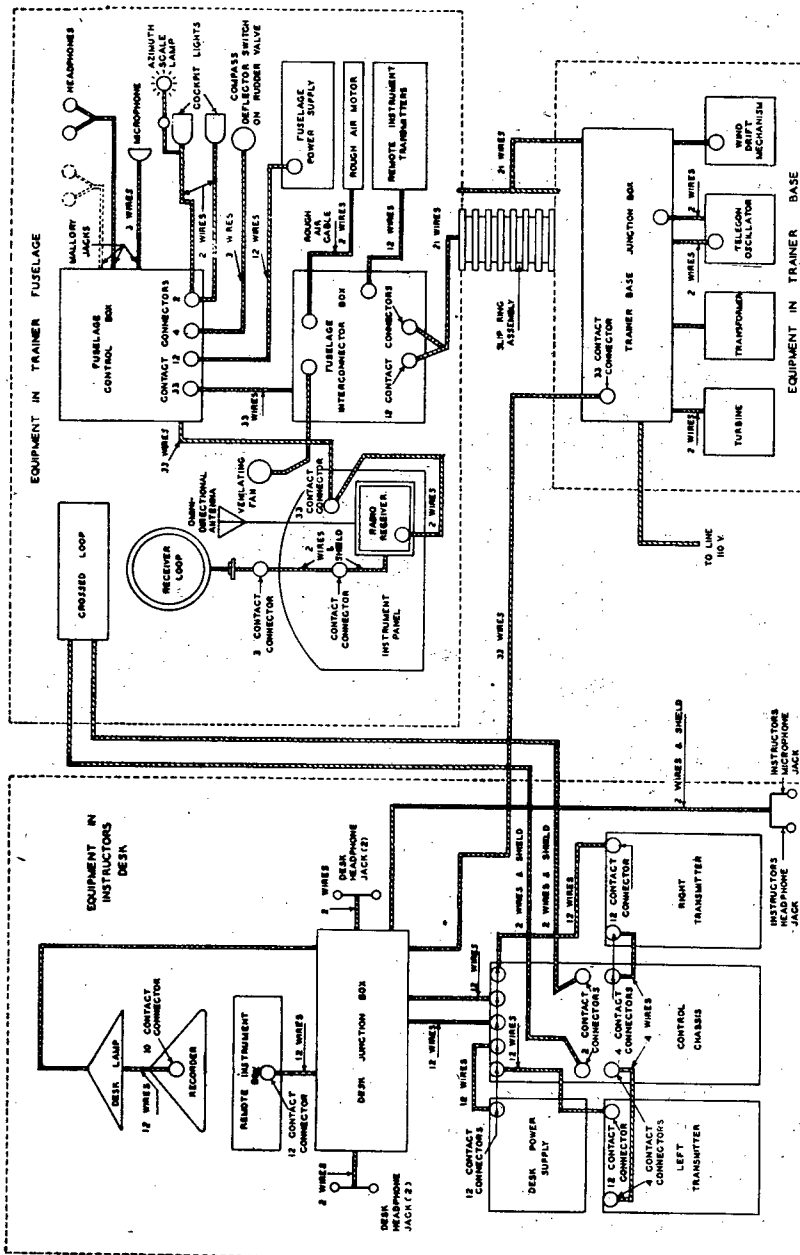 EQUIPMENT IN TRAINER FUSELAGE
HEADPHONES
MALLORY
JACKS
3 WIRES
MICROPHONE
AZIMUTH
SCALE
LAMP
COCKPIT LIGHTS
2 WIRES
COMPASS
DEFLECTOR SWITCH
ON RUDDER VALVE
3 WIRES
12 WIRES
FUSELAGE
POWER SUPPLY
FUSELAGE BOX
CONTROL
CONTACT CONNECTORS
33
12
4
2
33 WIRES
33 WIRES
ROUGH
AIR
CABLE
2 WIRES
ROUGH AIR MOTOR
REMOTE INSTRUMENT
TRANSMITTERS
12 WIRES
FUSELAGE
INTERCONNECTOR BOX
12 CONTACT CONNECTORS
21 WIRES
CROSSED LOOP
RECEIVER
LOOP
OMNI-
DIRECTIONAL
ANTENNA
VENTILATING
FAN
33 CONTACT
CONNECTOR
RADIO
RECEIVER
2 WIRES
2
WIRES
&
SHIELD
3 CONTACT
CONNECTOR
CONTACT
CONNECTOR
INSTRUMENT
PANEL
SLIP RING
ASSEMBLY
21 WIRES
33 CONTACT
CONNECTOR
TRAINER BASE
JUNCTION BOX
WIND
DRIFT
MECHANISM
2 WIRES
2 WIRES
TELEGON
OSCILLATOR
TRANSFORMER
2 WIRES
TURBINE
TO LINE
110 V.
EQUIPMENT IN TRAINER BASE
33 WIRES
EQUIPMENT IN
INSTRUCTORS
DESK
DESK LAMP
12 WIRES
10 CONTACT
CONNECTOR
RECORDER
REMOTE INSTRUMENT
BOX
12 CONTACT
CONNECTOR
12 WIRES
DESK JUNCTION BOX
2 WIRES
DESK
HEADPHONE
JACK (2)
2 WIRES
DESK
HEADPHONE
JACK (2)
2 WIRES & SHIELD
INSTRUCTORS
MICROPHONE
JACK
INSTRUCTORS
HEADPHONE
JACK
2 WIRES & SHIELD
2 WIRES & SHIELD
12 WIRES
12 WIRES
12 WIRES
12 WIRES
12 WIRES
12
CONTACT
CONNECTORS
DESK POWER
SUPPLY
2 CONTACT
CONNECTORS
4 CONTACT
CONNECTORS
4 WIRES
CONTROL
CHASSIS
12 CONTACT
CONNECTOR
RIGHT
TRANSMITTER
12 CONTACT
CONNECTOR
4 CONTACT
CONNECTORS
LEFT
TRANSMITTER